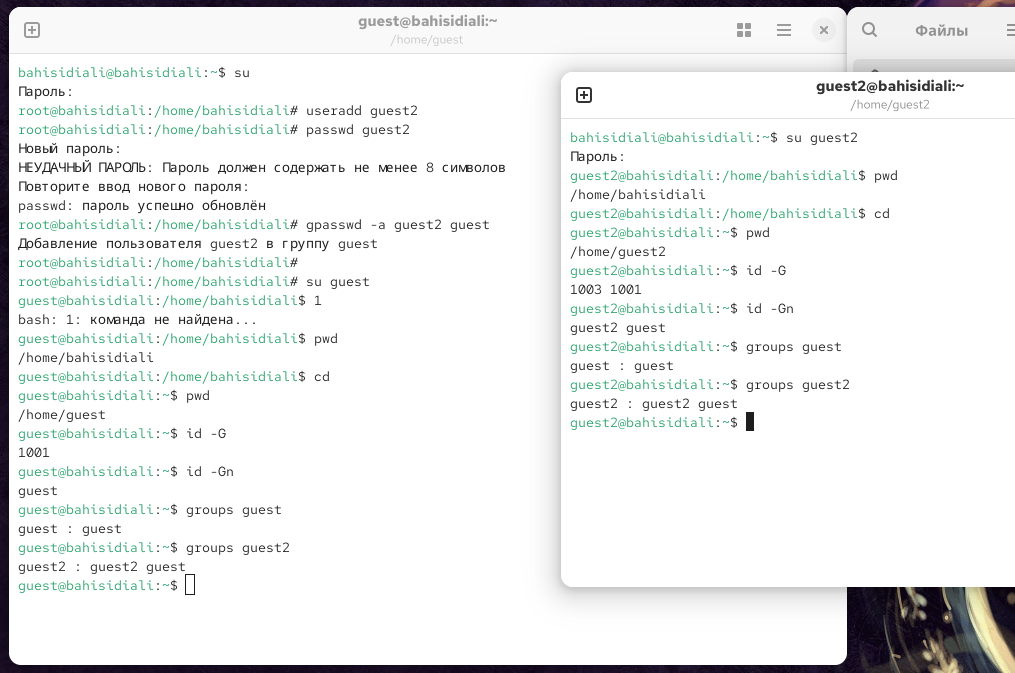 guest@bahisidiali:~
/home/guest
bahisidiali@bahisidiali:~$ su
Пароль:
root@bahisidiali:/home/bahisidiali# useradd guest2
root@bahisidiali:/home/bahisidiali# passwd guest2
Новый пароль:
НЕУДАЧНЫЙ ПАРОЛЬ: Пароль должен содержать не менее 8 символов
Повторите ввод нового пароля:
passwd: пароль успешно обновлён
root@bahisidiali:/home/bahisidiali# gpasswd -a guest2 guest
Добавление пользователя guest2 в группу guest
root@bahisidiali:/home/bahisidiali#
root@bahisidiali:/home/bahisidiali# su guest
guest@bahisidiali:/home/bahisidiali$ 1
bash: 1: команда не найдена...
guest@bahisidiali:/home/bahisidiali$ pwd
/home/bahisidiali
guest@bahisidiali:/home/bahisidiali$ cd
guest@bahisidiali:~$ pwd
/home/guest
guest@bahisidiali:~$ id -G
1001
guest@bahisidiali:~$ id -Gn
guest
guest@bahisidiali:~$ groups guest
guest : guest
guest@bahisidiali:~$ groups guest2
guest2 : guest2 guest
guest@bahisidiali:~$
Файлы
guest2@bahisidiali:~
/home/guest2
bahisidiali@bahisidiali:~$ su guest2
Пароль:
guest2@bahisidiali:/home/bahisidiali$ pwd
/home/bahisidiali
guest2@bahisidiali:/home/bahisidiali$ cd
guest2@bahisidiali:~$ pwd
/home/guest2
guest2@bahisidiali:~$ id -G
1003 1001
guest2@bahisidiali:~$ id -Gn
guest2 guest
guest2@bahisidiali:~$ groups guest
guest : guest
guest2@bahisidiali:~$ groups guest2
guest2 : guest2 guest
guest2@bahisidiali:~$